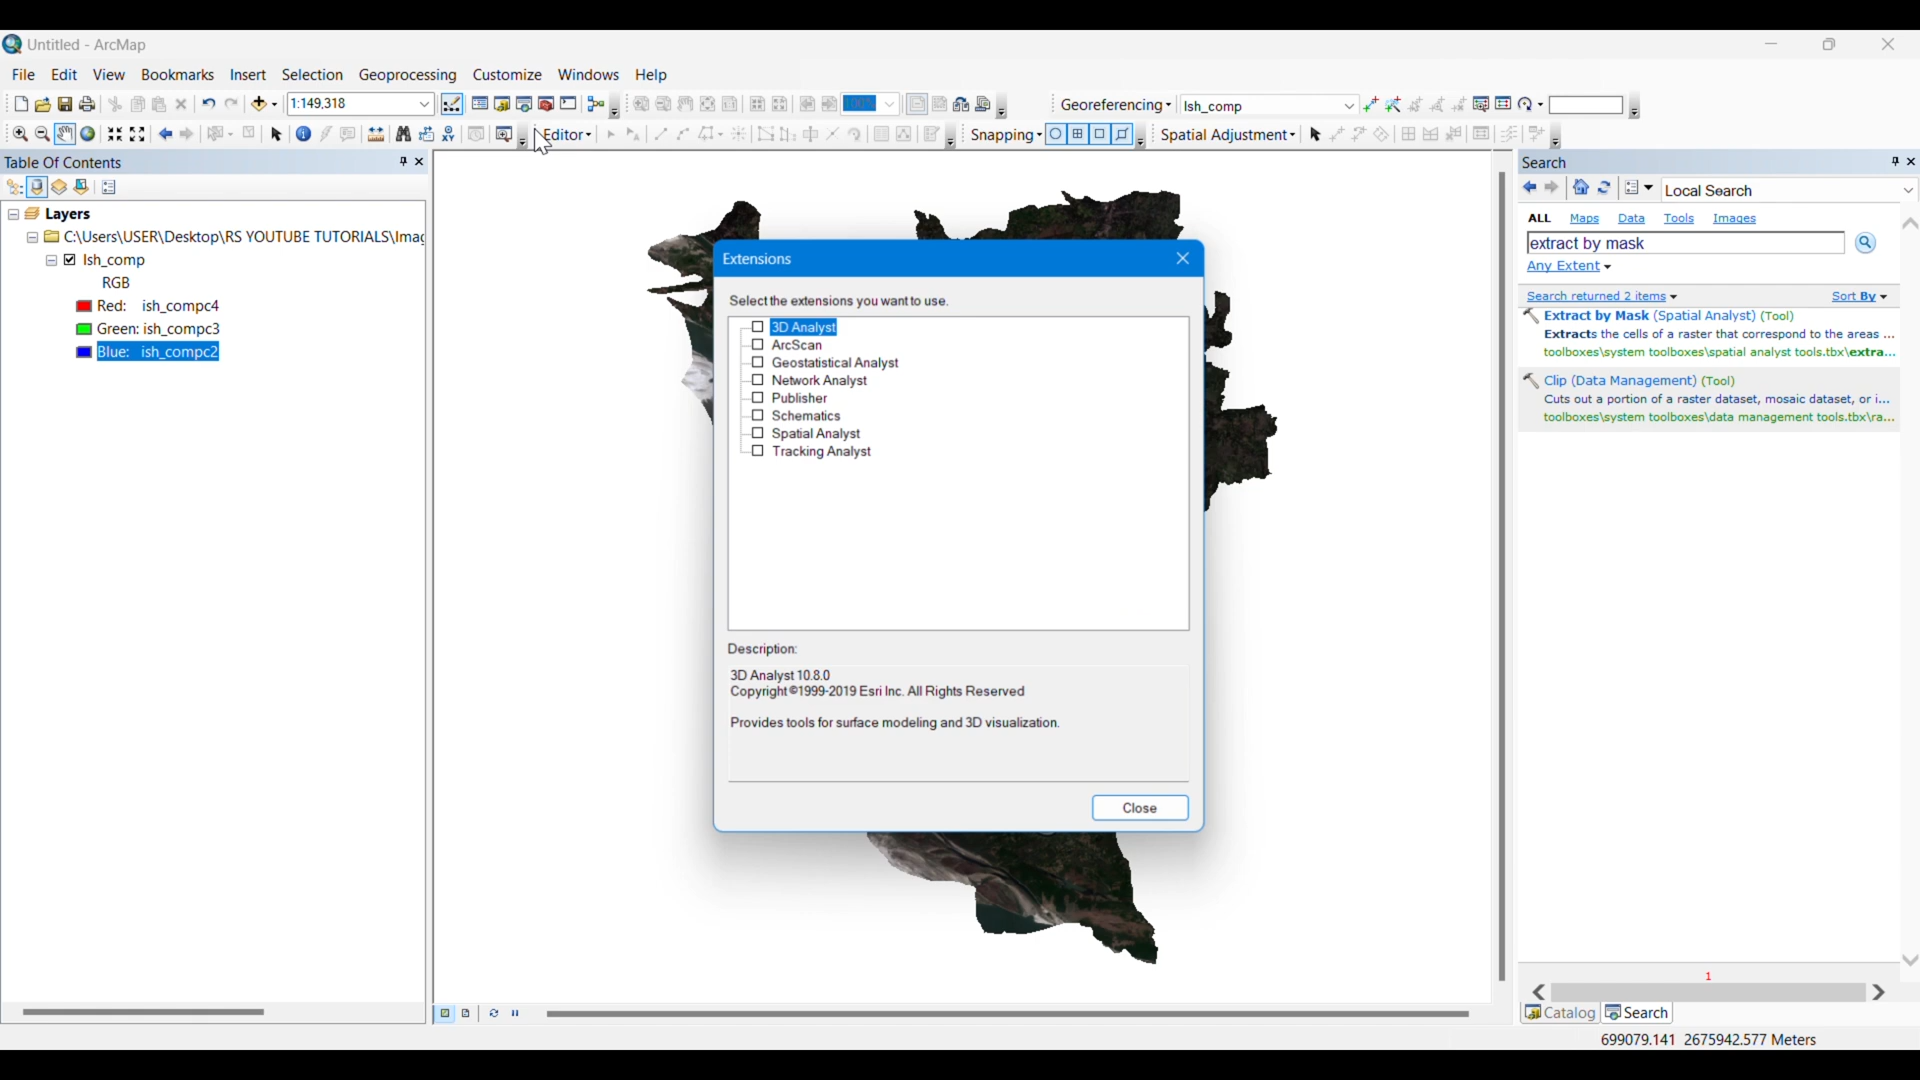 Untitled - ArcMap
File Edit View Bookmarks Insert Selection Geoprocessing Customize Windows Help
1:149,318 100% Georeferencing Ish_comp
Editor Snapping Spatial Adjustment
Table Of Contents
Layers
C:\Users\USER\Desktop\RS YOUTUBE TUTORIALS\Imag
Ish_comp
RGB
Red: ish_compc4
Green: ish_compc3
Blue: ish_compc2
Extensions
Select the extensions you want to use.
3D Analyst
ArcScan
Geostatistical Analyst
Network Analyst
Publisher
Schematics
Spatial Analyst
Tracking Analyst
Description:
3D Analyst 10.8.0
Copyright ©1999-2019 Esri Inc. All Rights Reserved
Provides tools for surface modeling and 3D visualization.
Close
Search
Local Search
ALL Maps Data Tools Images
extract by mask
Any Extent
Search returned 2 items Sort By
Extract by Mask (Spatial Analyst) (Tool)
Extracts the cells of a raster that correspond to the areas ...
toolboxes\system toolboxes\spatial analyst tools.tbx\extra...
Clip (Data Management) (Tool)
Cuts out a portion of a raster dataset, mosaic dataset, or i...
toolboxes\system toolboxes\data management tools.tbx\ra...
1
Catalog Search
699079.141 2675942.577 Meters